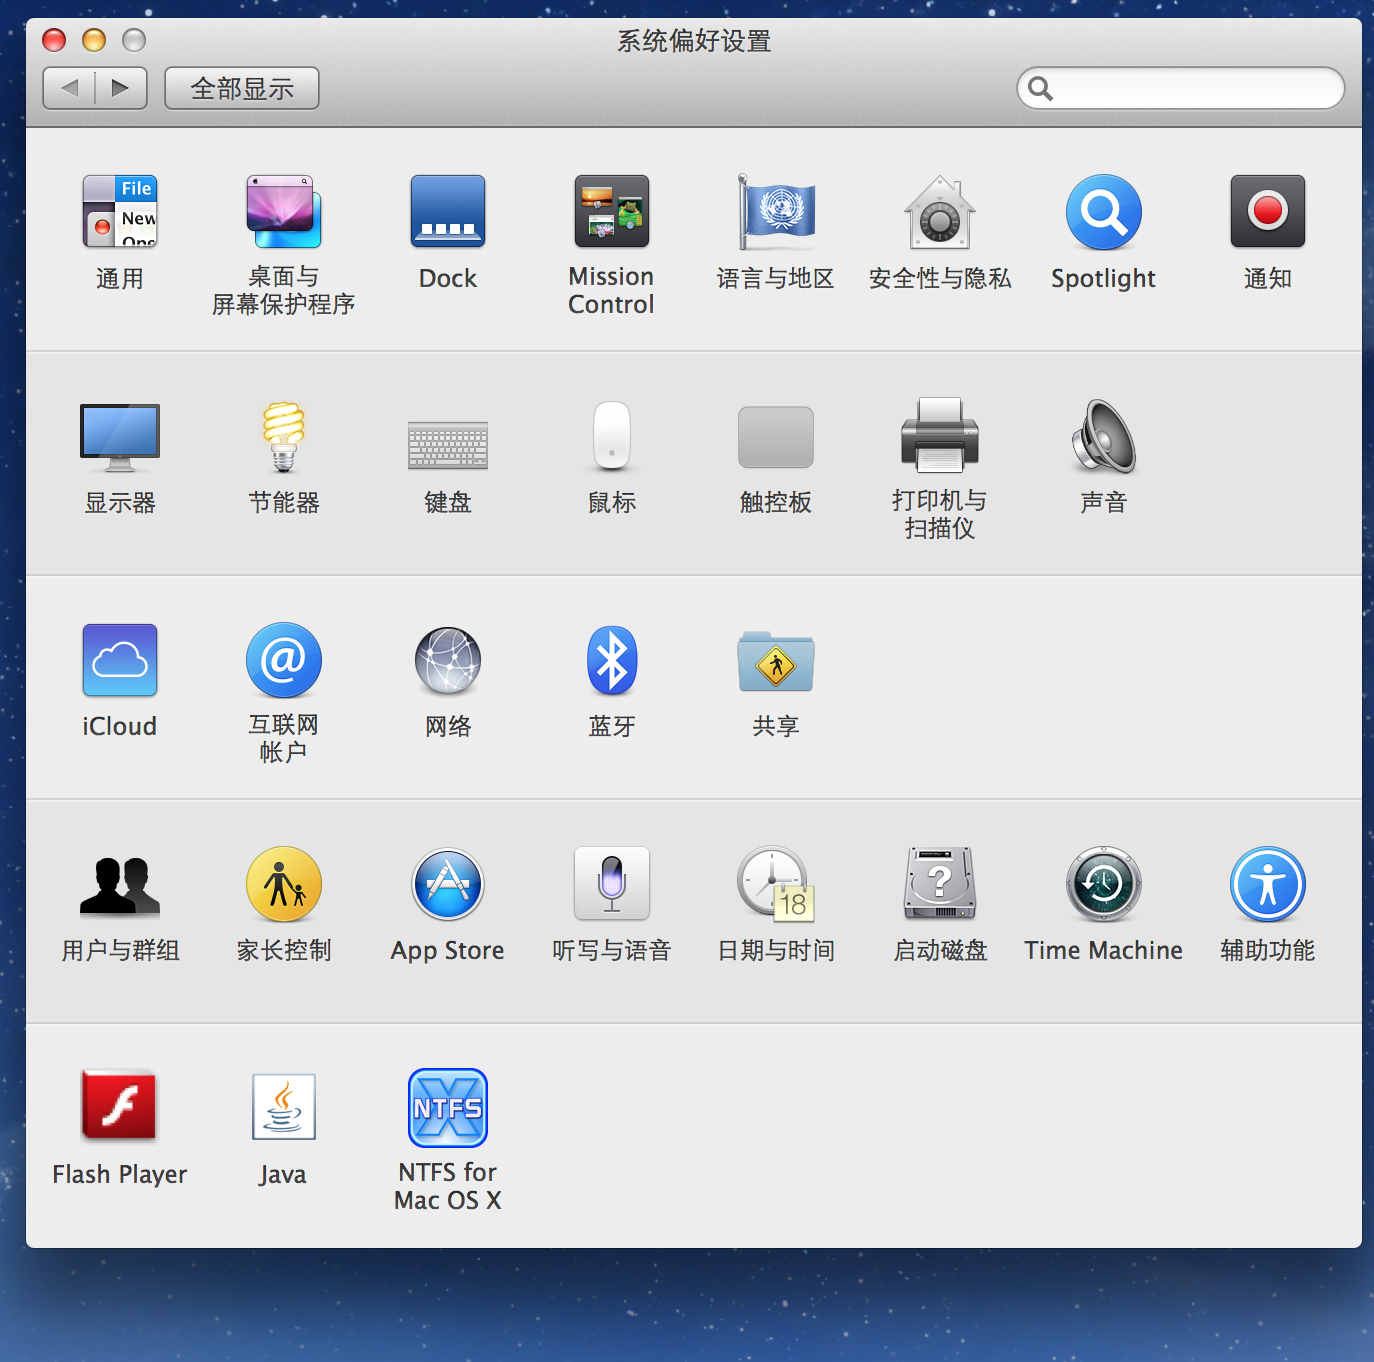 系统偏好设置
全部显示
File
New
通用
桌面与
屏幕保护程序
Dock
Mission
Control
语言与地区
安全性与隐私
Spotlight
通知
显示器
节能器
键盘
鼠标
触控板
打印机与
扫描仪
声音
iCloud
@
互联网
帐户
网络
蓝牙
共享
用户与群组
家长控制
App Store
听写与语音
18
日期与时间
?
启动磁盘
Time Machine
辅助功能
Flash Player
Java
NTFS
NTFS for
Mac OS X